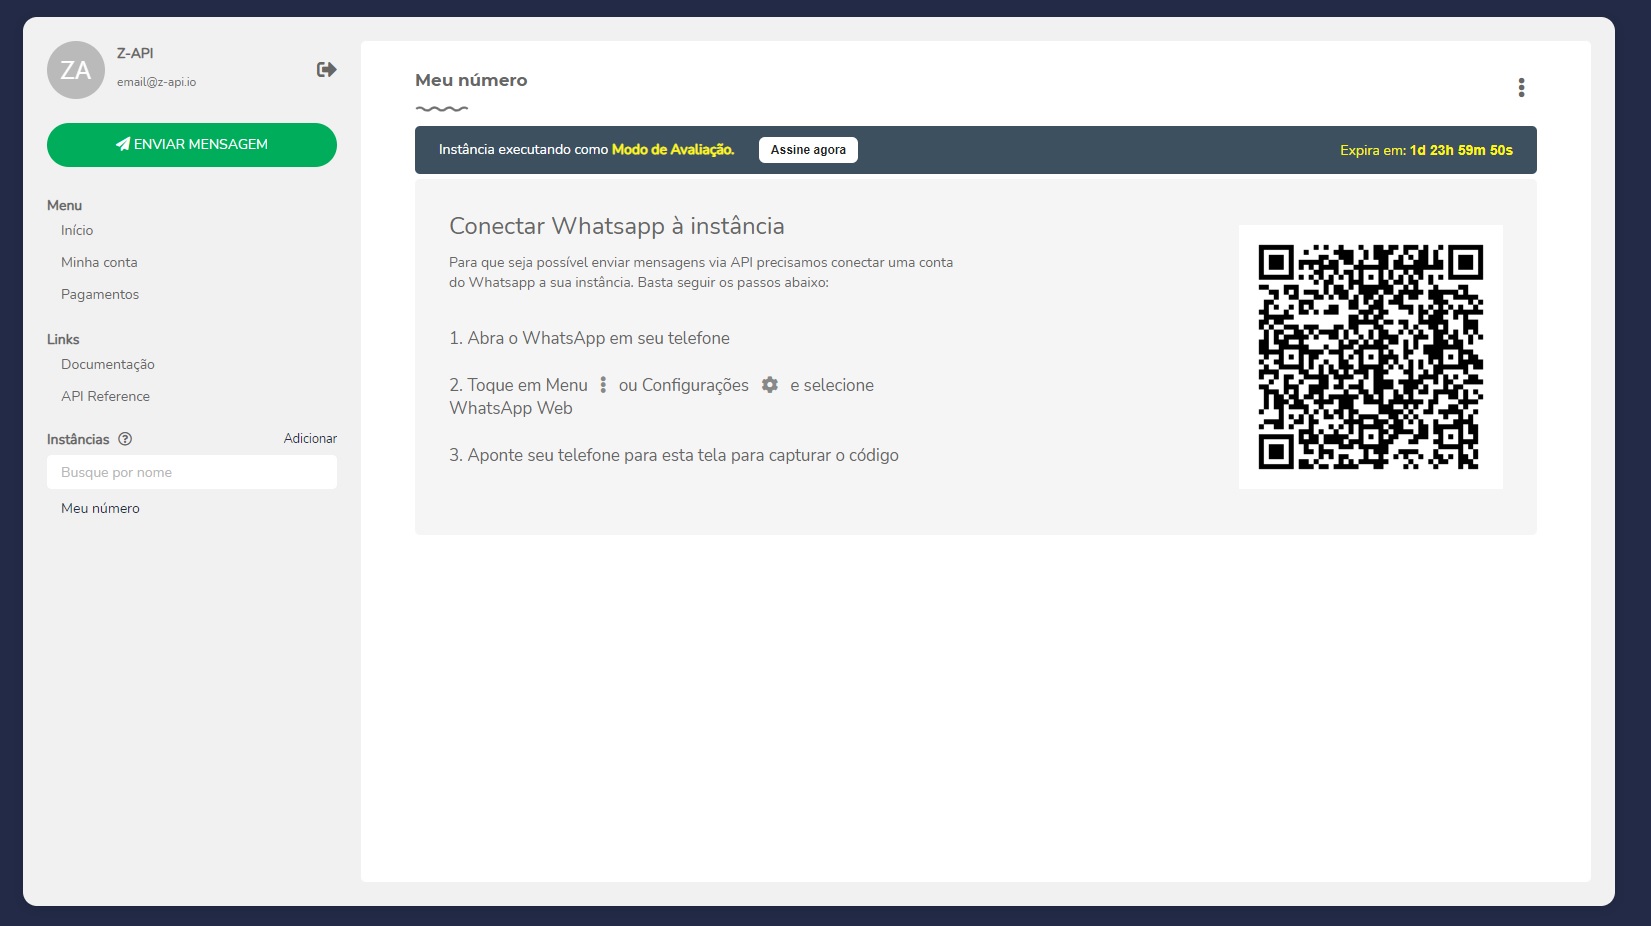 ZA
Z-API
email@z-api.io
ENVIAR MENSAGEM
Menu
Início
Minha conta
Pagamentos
Links
Documentação
API Reference
Instâncias
Adicionar
Busque por nome
Meu número
Meu número
Instância executando como Modo de Avaliação.
Assine agora
Expira em: 1d 23h 59m 50s
Conectar Whatsapp à instância
Para que seja possível enviar mensagens via API precisamos conectar uma conta
do Whatsapp a sua instância. Basta seguir os passos abaixo:
1. Abra o WhatsApp em seu telefone
2. Toque em Menu ou Configurações e selecione
WhatsApp Web
3. Aponte seu telefone para esta tela para capturar o código